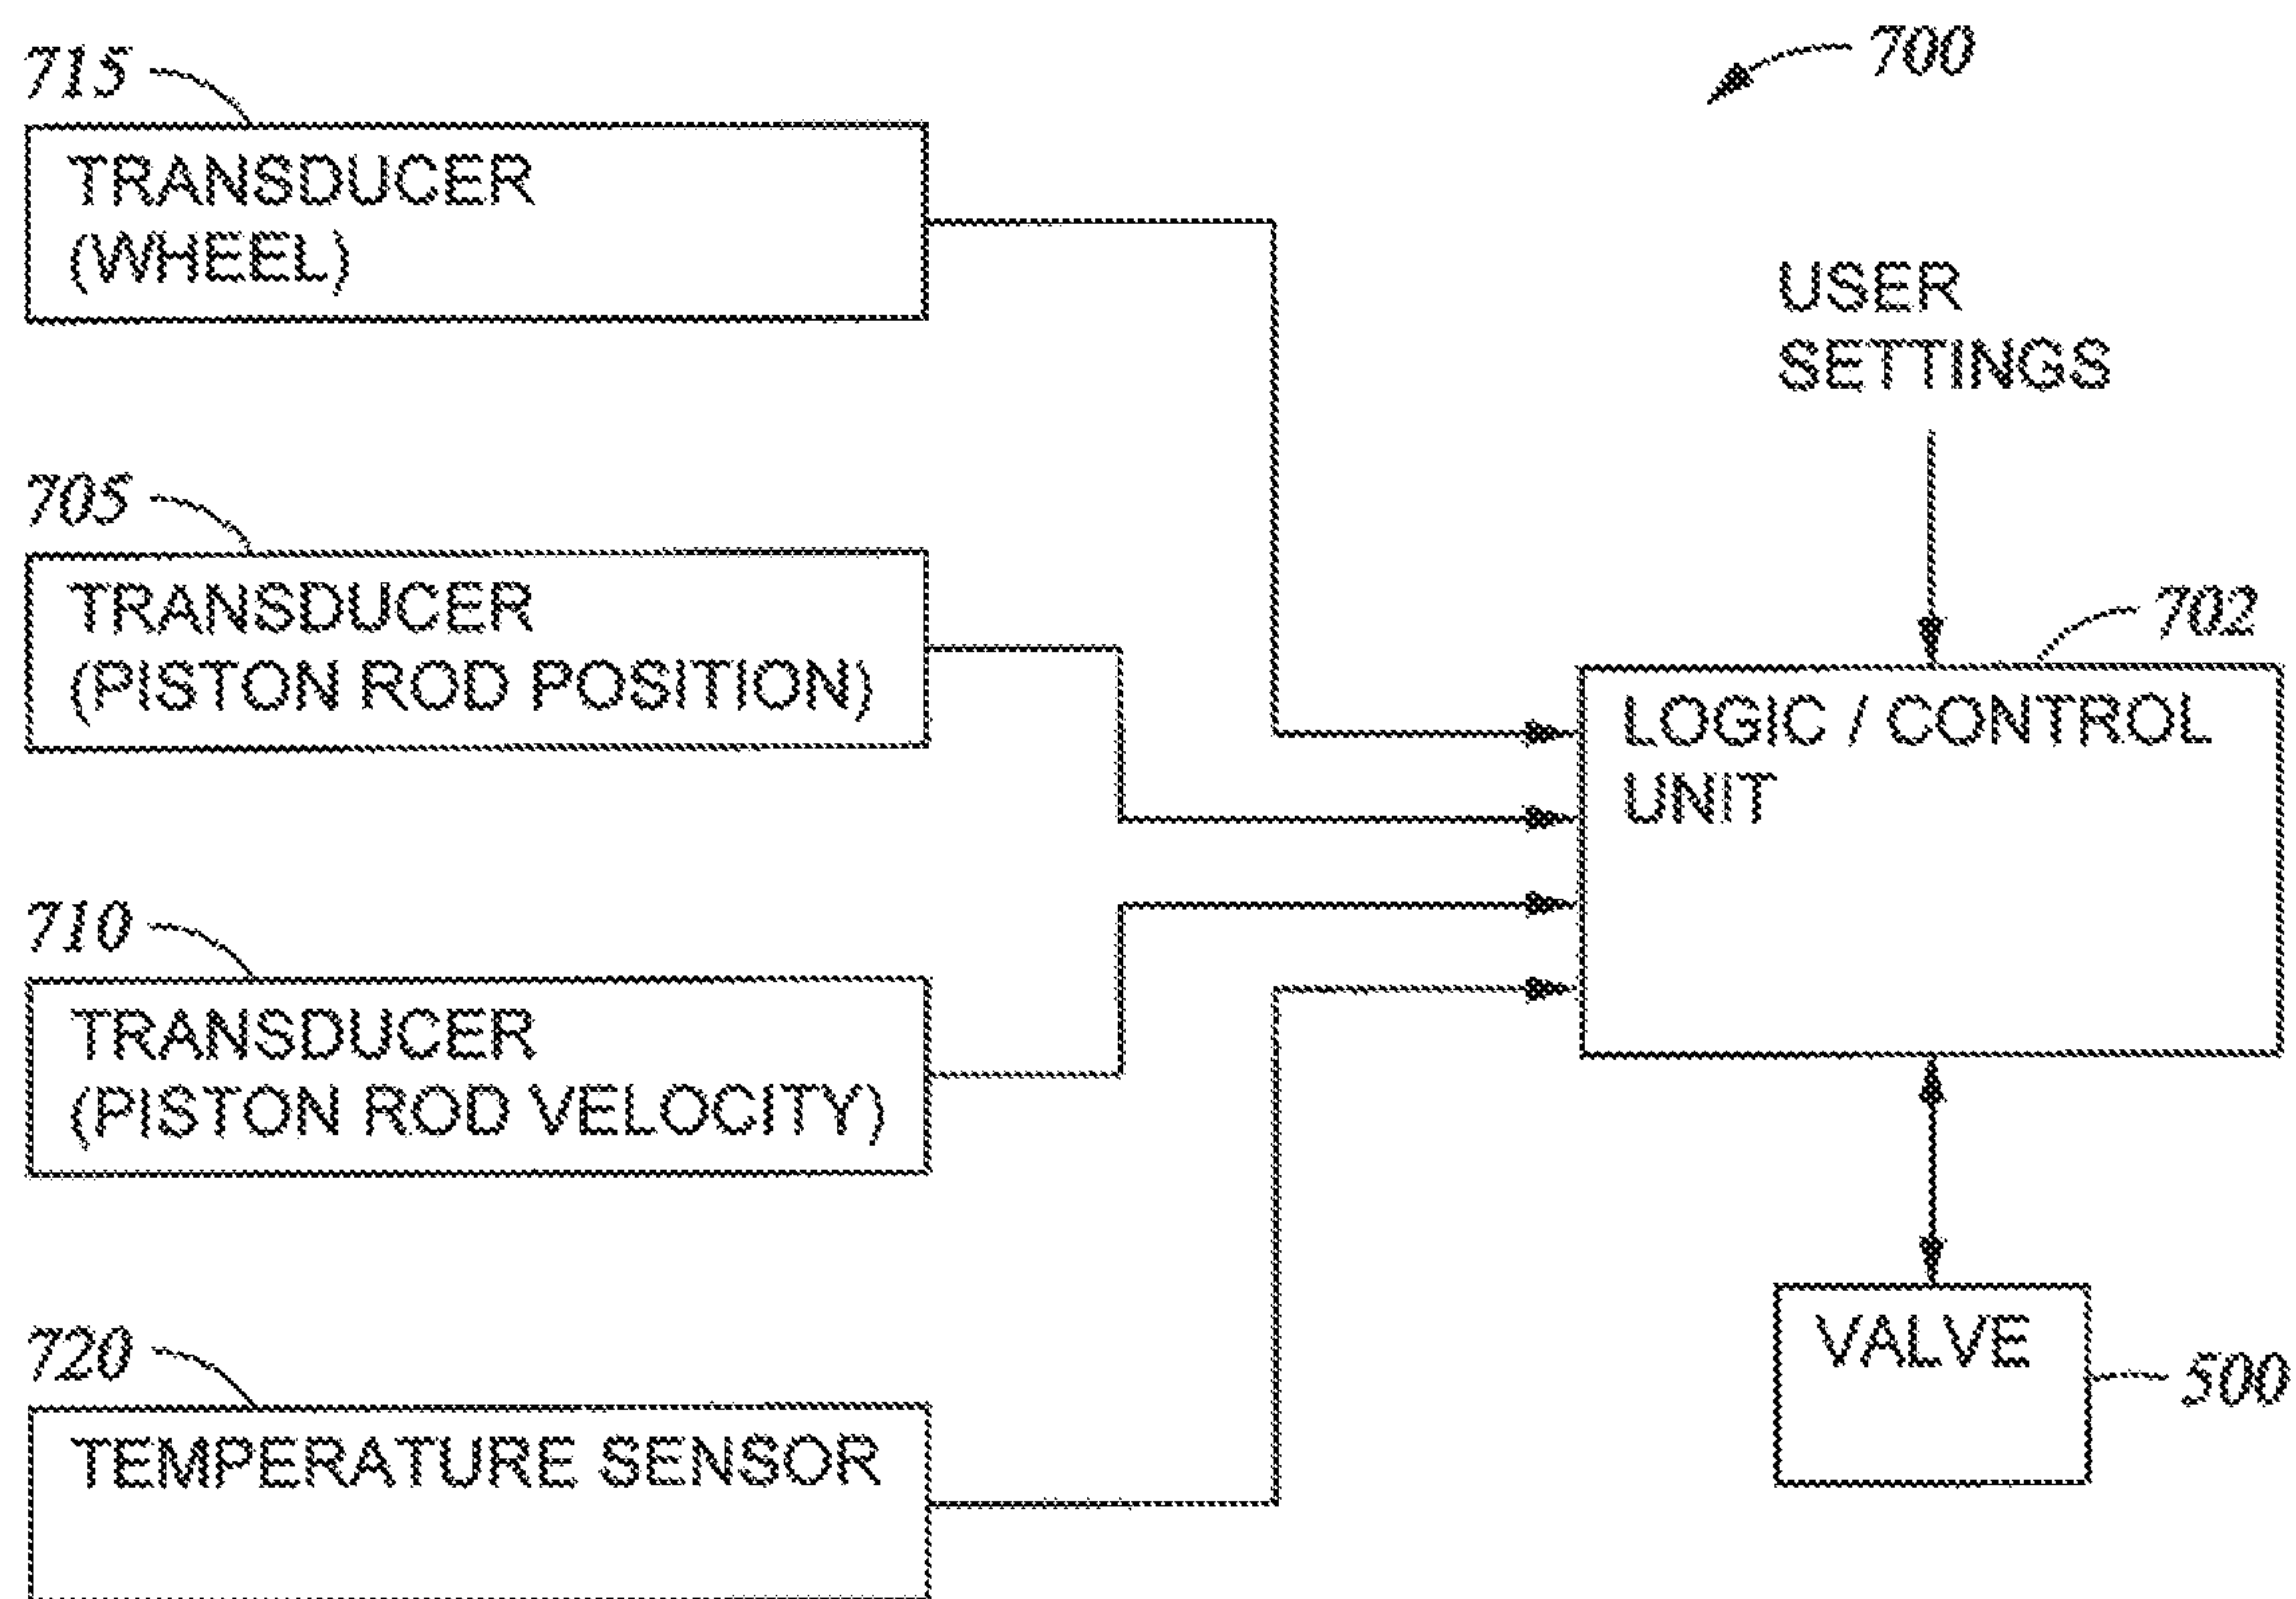 715
700
TRANSDUCER
(WHEEL)
USER
SETTINGS
705
TRANSDUCER
(PISTON ROD POSITION)
702
LOGIC / CONTROL
UNIT
710
TRANSDUCER
(PISTON ROD VELOCITY)
720
TEMPERATURE SENSOR
VALVE
500